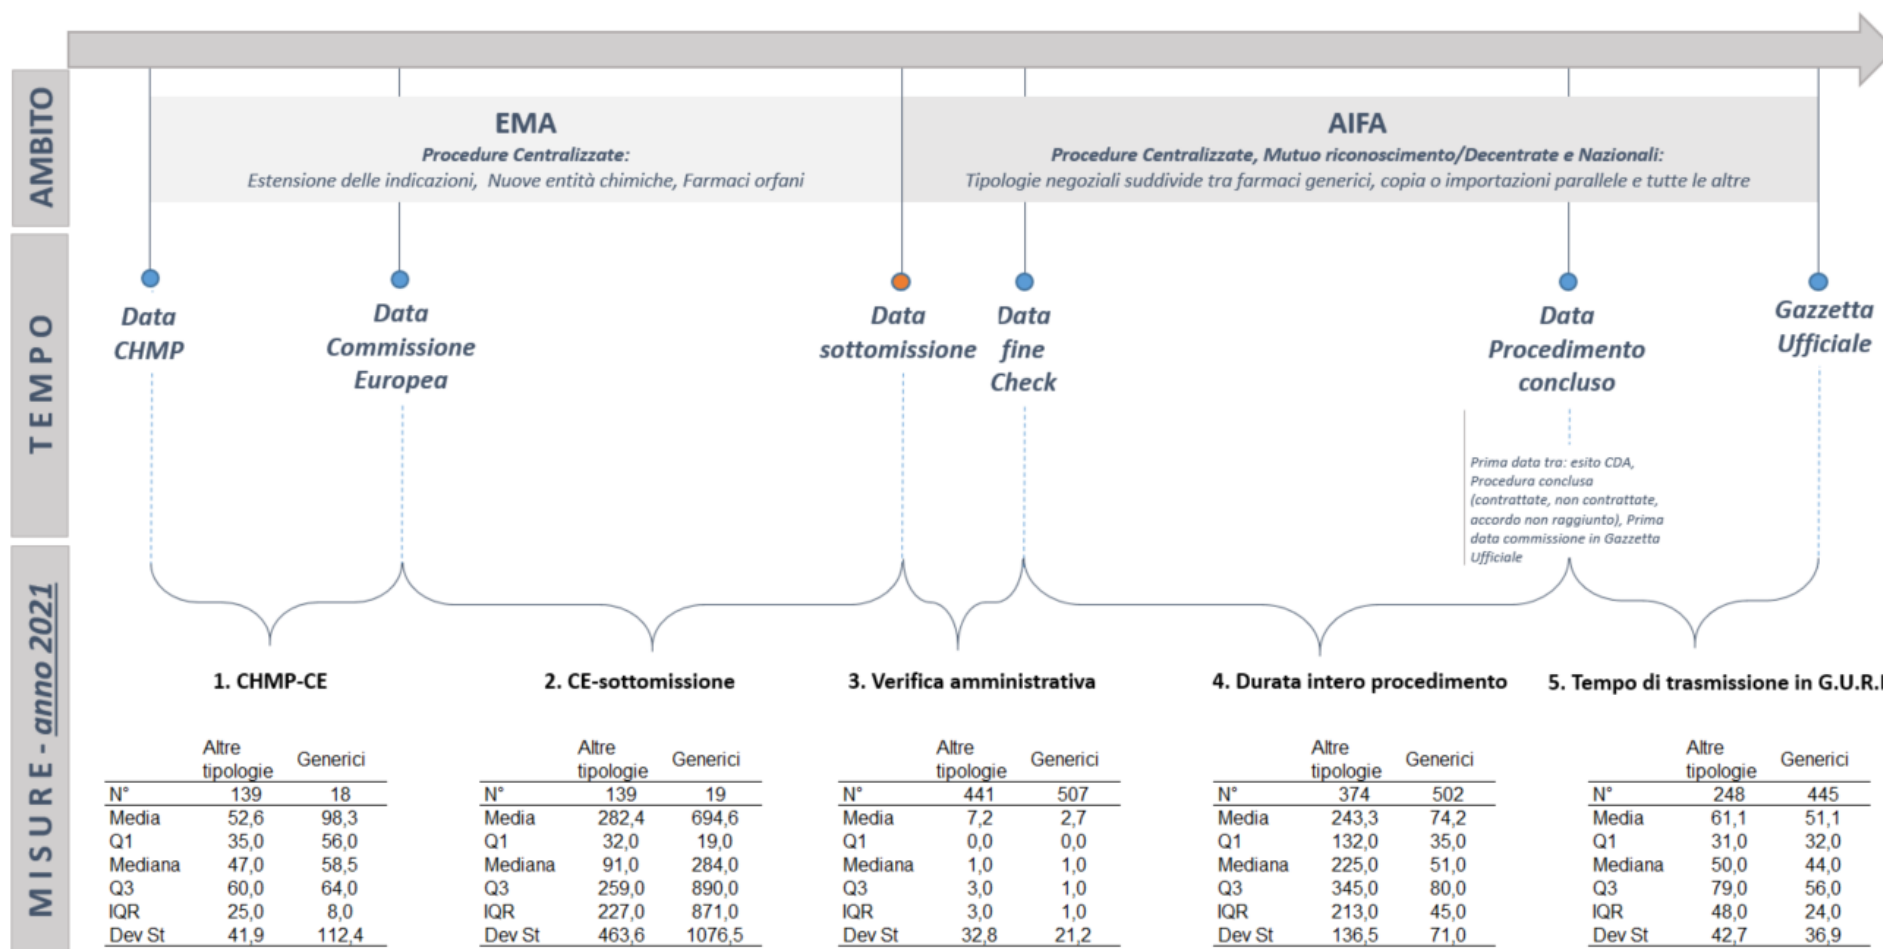 AMBITO
EMA
Procedure Centralizzate:
Estensione delle indicazioni, Nuove entità chimiche, Farmaci orfani
AIFA
Procedure Centralizzate, Mutuo riconoscimento/Decentrate e Nazionali:
Tipologie negoziali suddivide tra farmaci generici, copia o importazioni parallele e tutte le altre
TEMPO
Data
CHMP
Data
Commissione
Europea
Data
sottomissione
Data
fine
Check
Data
Procedimento
concluso
Gazzetta
Ufficiale
Prima data tra: esito CDA,
Procedura conclusa
(contrattate, non contrattate,
accordo non raggiunto), Prima
data commissione in Gazzetta
Ufficiale
MISURE - anno 2021
1. CHMP-CE
Altre
tipologie Generici
N° 139 18
Media 52,6 98,3
Q1 35,0 56,0
Mediana 47,0 58,5
Q3 60,0 64,0
IQR 25,0 8,0
Dev St 41,9 112,4
2. CE-sottomissione
Altre
tipologie Generici
N° 139 19
Media 282,4 694,6
Q1 32,0 19,0
Mediana 91,0 284,0
Q3 259,0 890,0
IQR 227,0 871,0
Dev St 463,6 1076,5
3. Verifica amministrativa
Altre
tipologie Generici
N° 441 507
Media 7,2 2,7
Q1 0,0 0,0
Mediana 1,0 1,0
Q3 3,0 1,0
IQR 3,0 1,0
Dev St 32,8 21,2
4. Durata intero procedimento
Altre
tipologie Generici
N° 374 502
Media 243,3 74,2
Q1 132,0 35,0
Mediana 225,0 51,0
Q3 345,0 80,0
IQR 213,0 45,0
Dev St 136,5 71,0
5. Tempo di trasmissione in G.U.R.I
Altre
tipologie Generici
N° 248 445
Media 61,1 51,1
Q1 31,0 32,0
Mediana 50,0 44,0
Q3 79,0 56,0
IQR 48,0 24,0
Dev St 42,7 36,9